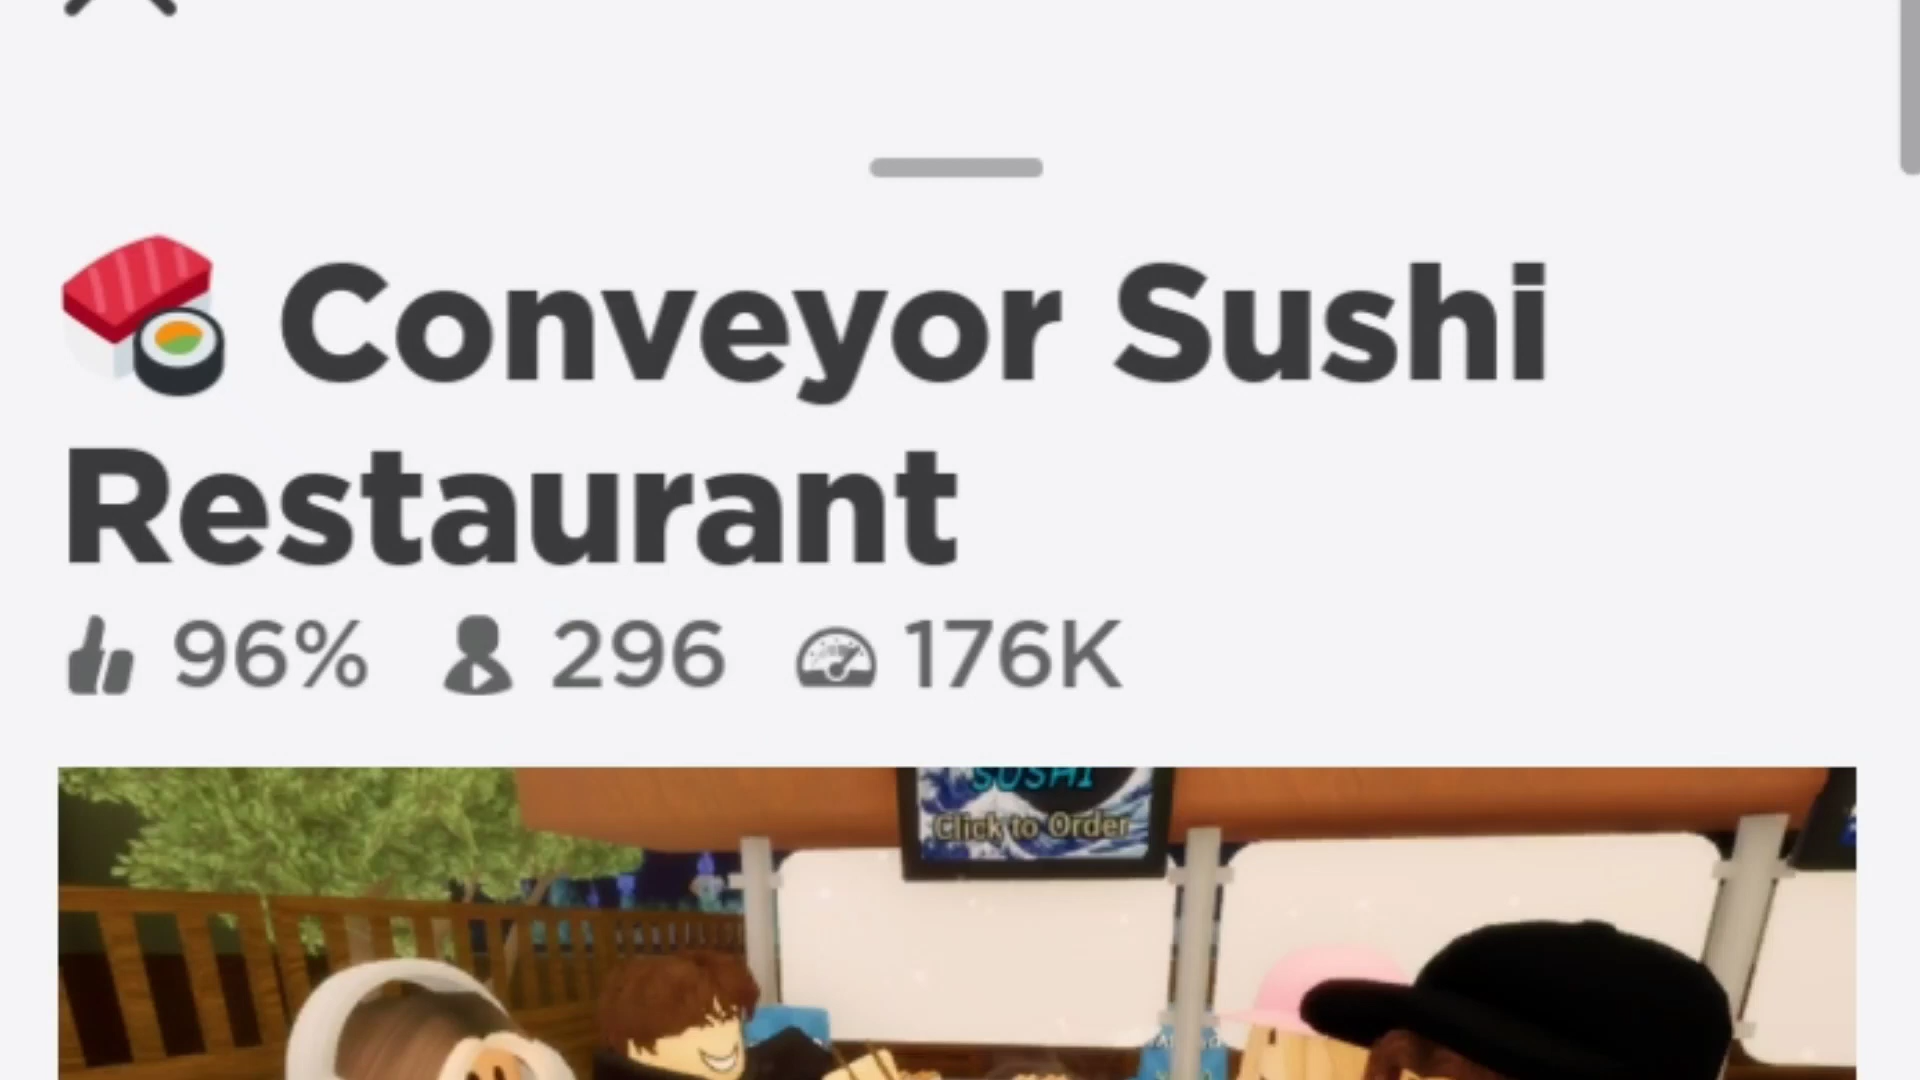 Conveyor Sushi
Restaurant
96% 296 176K
SUSHI
Click to Order